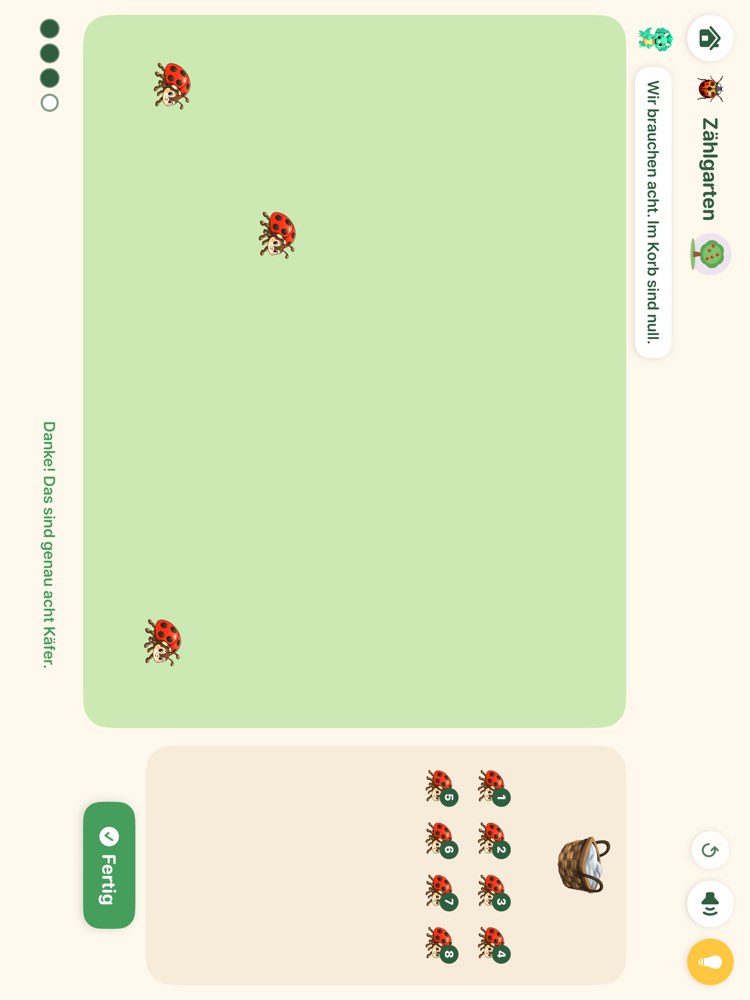 Zählgarten
Wir brauchen acht. Im Korb sind null.
1 2 3 4
5 6 7 8
Danke! Das sind genau acht Käfer.
Fertig